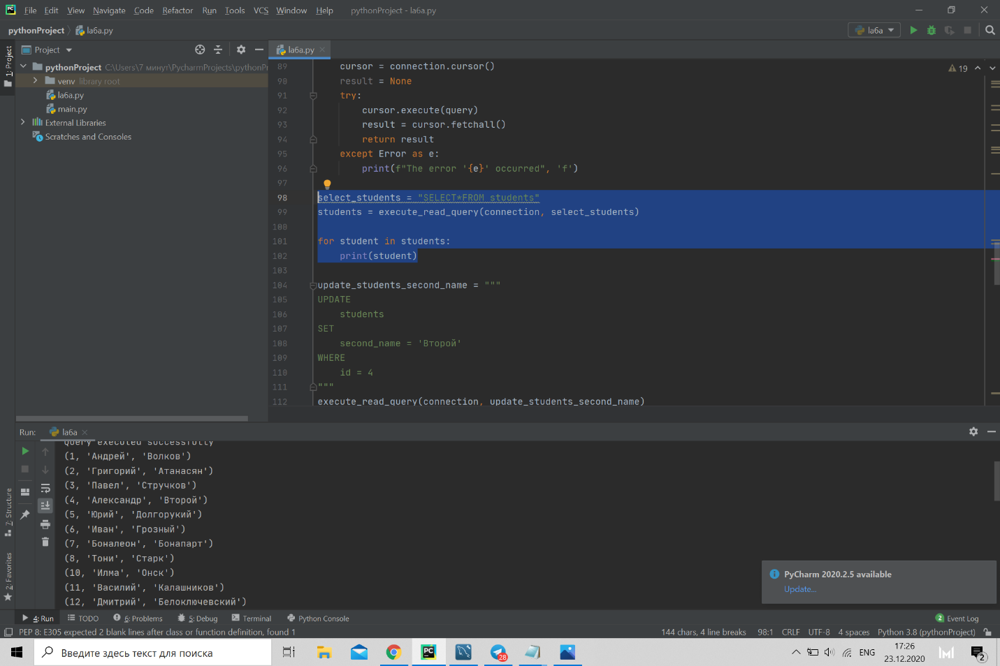 File Edit View Navigate Code Refactor Run Tools VCS Window Help pythonProject - la6a.py
pythonProject la6a.py
la6a
1: Project
Project
la6a.py
pythonProject C:\Users\7 минут\PycharmProjects\pythonPr
venv library root
la6a.py
main.py
External Libraries
Scratches and Consoles
19
89 cursor = connection.cursor()
90 result = None
91 try:
92 cursor.execute(query)
93 result = cursor.fetchall()
94 return result
95 except Error as e:
96 print(f"The error '{e}' occurred", 'f')
97
98 select_students = "SELECT*FROM students"
99 students = execute_read_query(connection, select_students)
100
101 for student in students:
102 print(student)
103
104 update_students_second_name = """
105 UPDATE
106 students
107 SET
108 second_name = 'Второй'
109 WHERE
110 id = 4
111 """
112 execute_read_query(connection, update_students_second_name)
Run: la6a
Query executed successfully
(1, 'Андрей', 'Волков')
(2, 'Григорий', 'Атанасян')
(3, 'Павел', 'Стручков')
(4, 'Александр', 'Второй')
(5, 'Юрий', 'Долгорукий')
(6, 'Иван', 'Грозный')
(7, 'Боналеон', 'Бонапарт')
(8, 'Тони', 'Старк')
(10, 'Илма', 'Онск')
(11, 'Василий', 'Калашников')
(12, 'Дмитрий', 'Белоключевский')
7: Structure
2: Favorites
PyCharm 2020.2.5 available
Update...
4: Run TODO 6: Problems 5: Debug Terminal Python Console 2 Event Log
PEP 8: E305 expected 2 blank lines after class or function definition, found 1 144 chars, 4 line breaks 98:1 CRLF UTF-8 4 spaces Python 3.8 (pythonProject)
Введите здесь текст для поиска
PC
28
ENG
17:26
23.12.2020
2